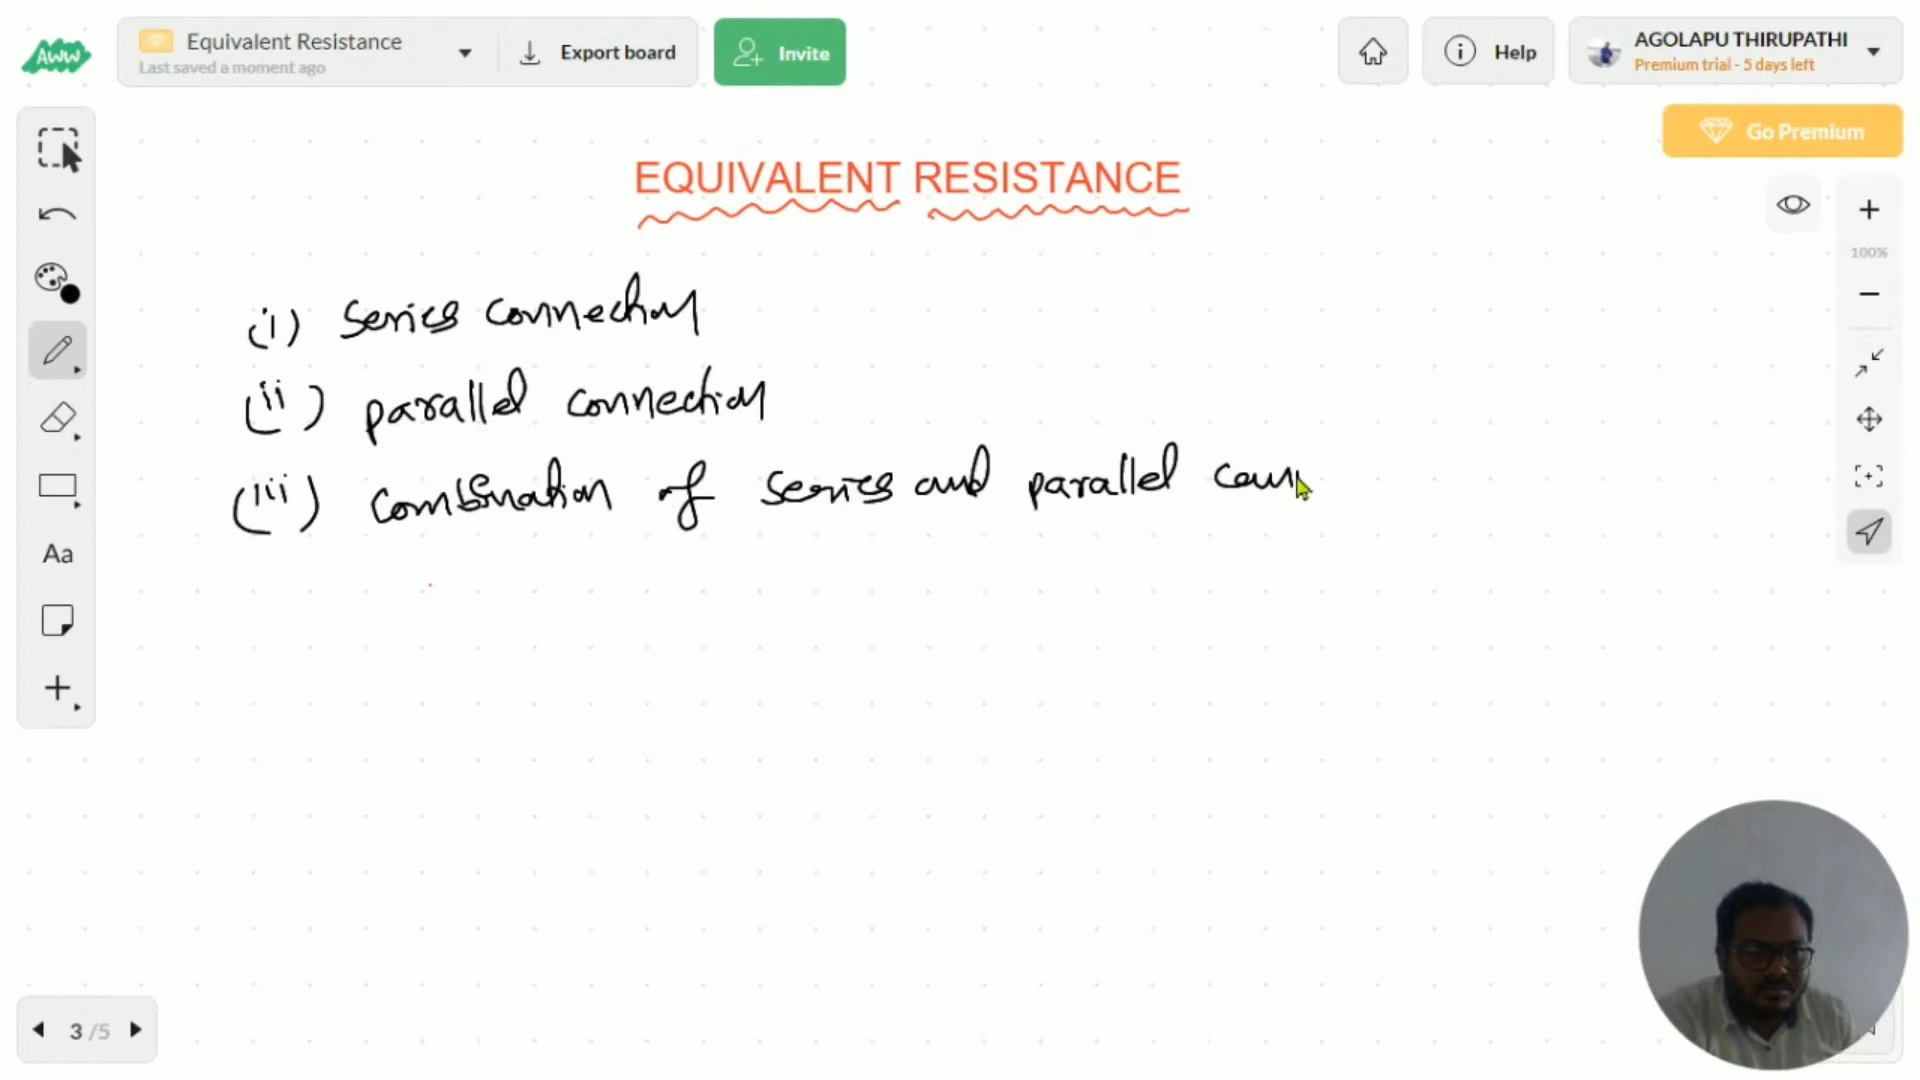 AWW
Equivalent Resistance
Last saved a moment ago
Export board
Invite
Help
AGOLAPU THIRUPATHI
Premium trial - 5 days left
Go Premium
EQUIVALENT RESISTANCE
100%
(i) series connection
(ii) parallel connection
(iii) combination of series and parallel
Aa
3 /5